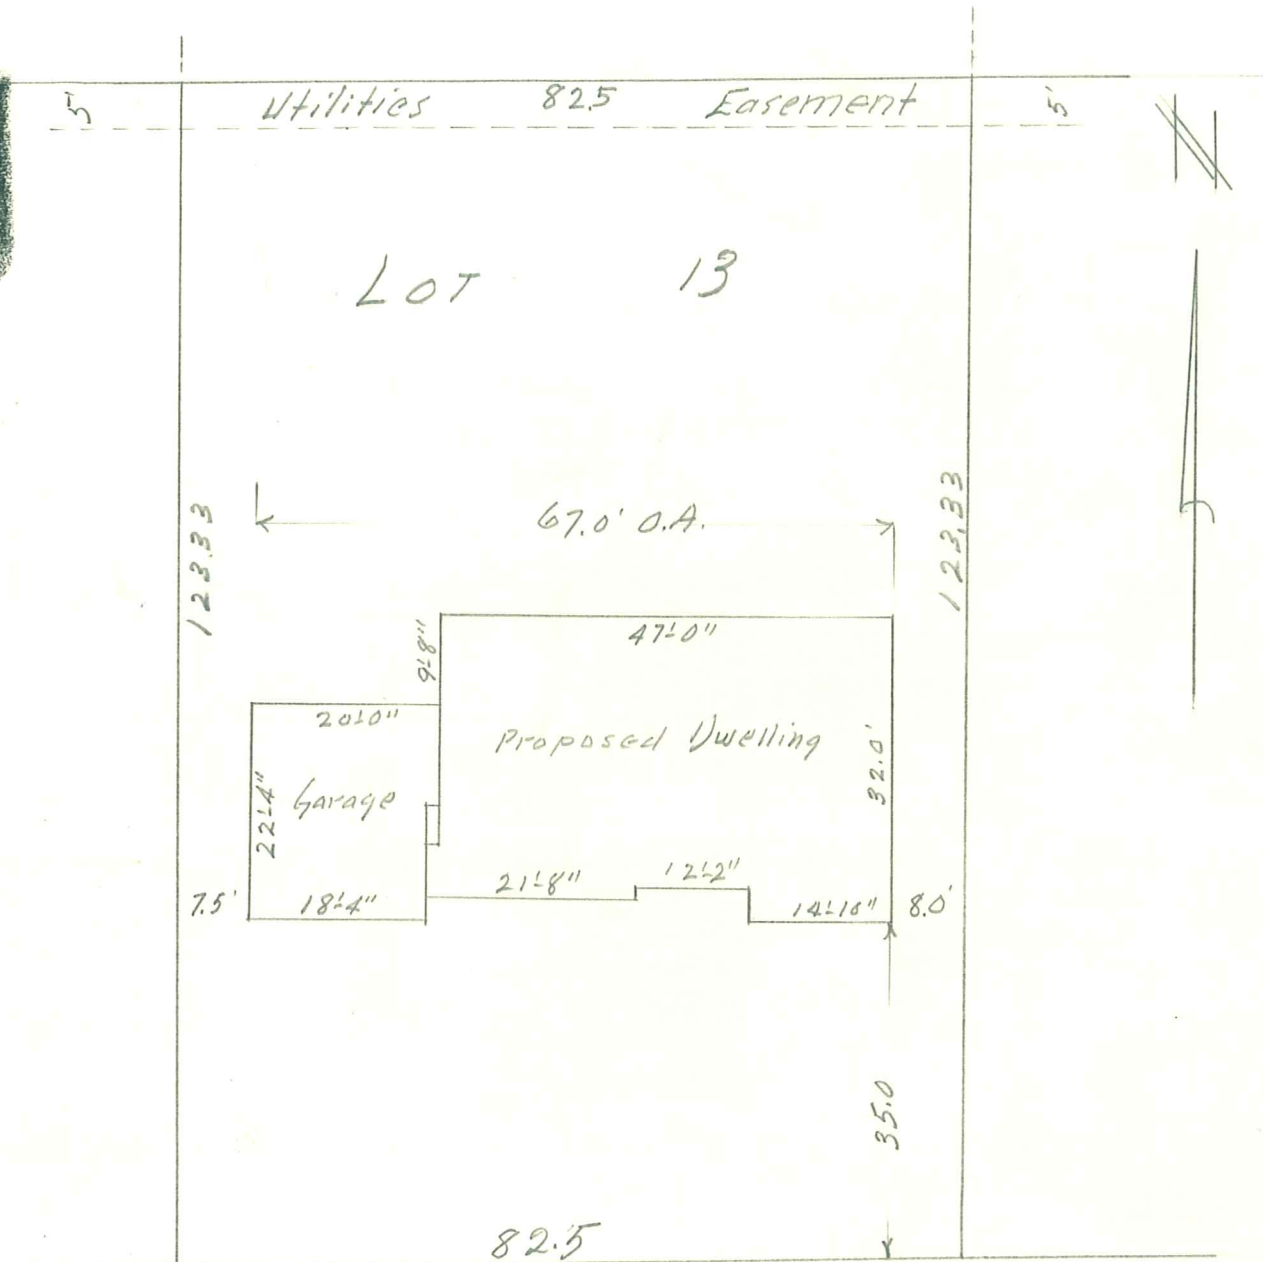 5' Utilities 82.5 Easement 5'
N
LOT 13
123.33
123.33
67.0' O.A.
47'-0"
9'-8"
20'-0"
Proposed Dwelling
32.0'
22'-4"
Garage
7.5'
18'-4"
21'-8"
12'-2"
14'-10"
8.0'
35.0
82.5